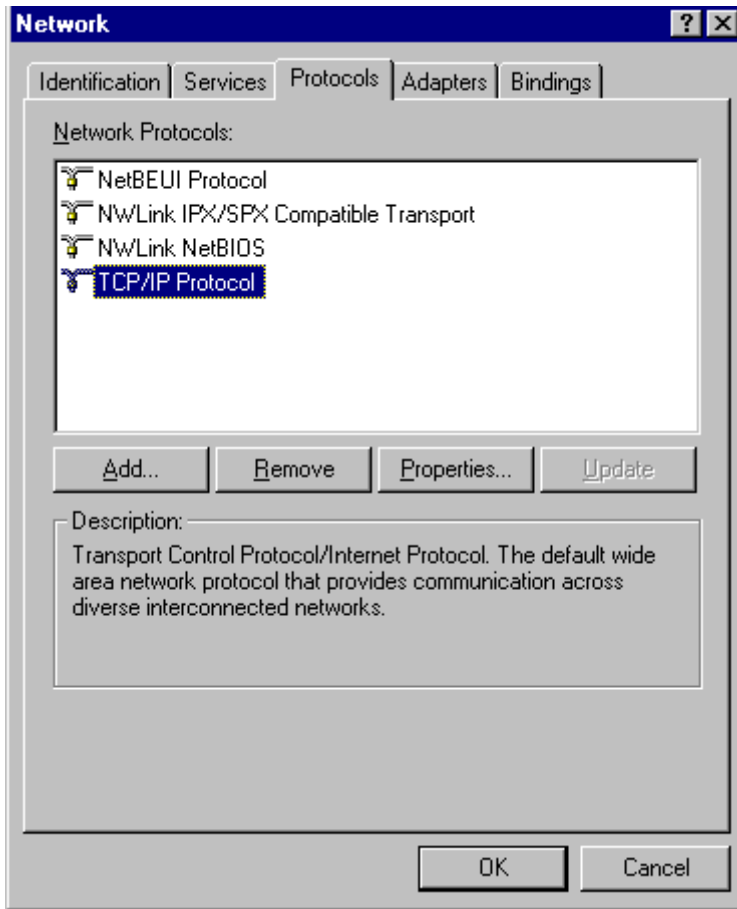 Network
Identification Services Protocols Adapters Bindings
Network Protocols:
NetBEUI Protocol
NWLink IPX/SPX Compatible Transport
NWLink NetBIOS
TCP/IP Protocol
Add... Remove Properties... Update
Description:
Transport Control Protocol/Internet Protocol. The default wide
area network protocol that provides communication across
diverse interconnected networks.
OK Cancel